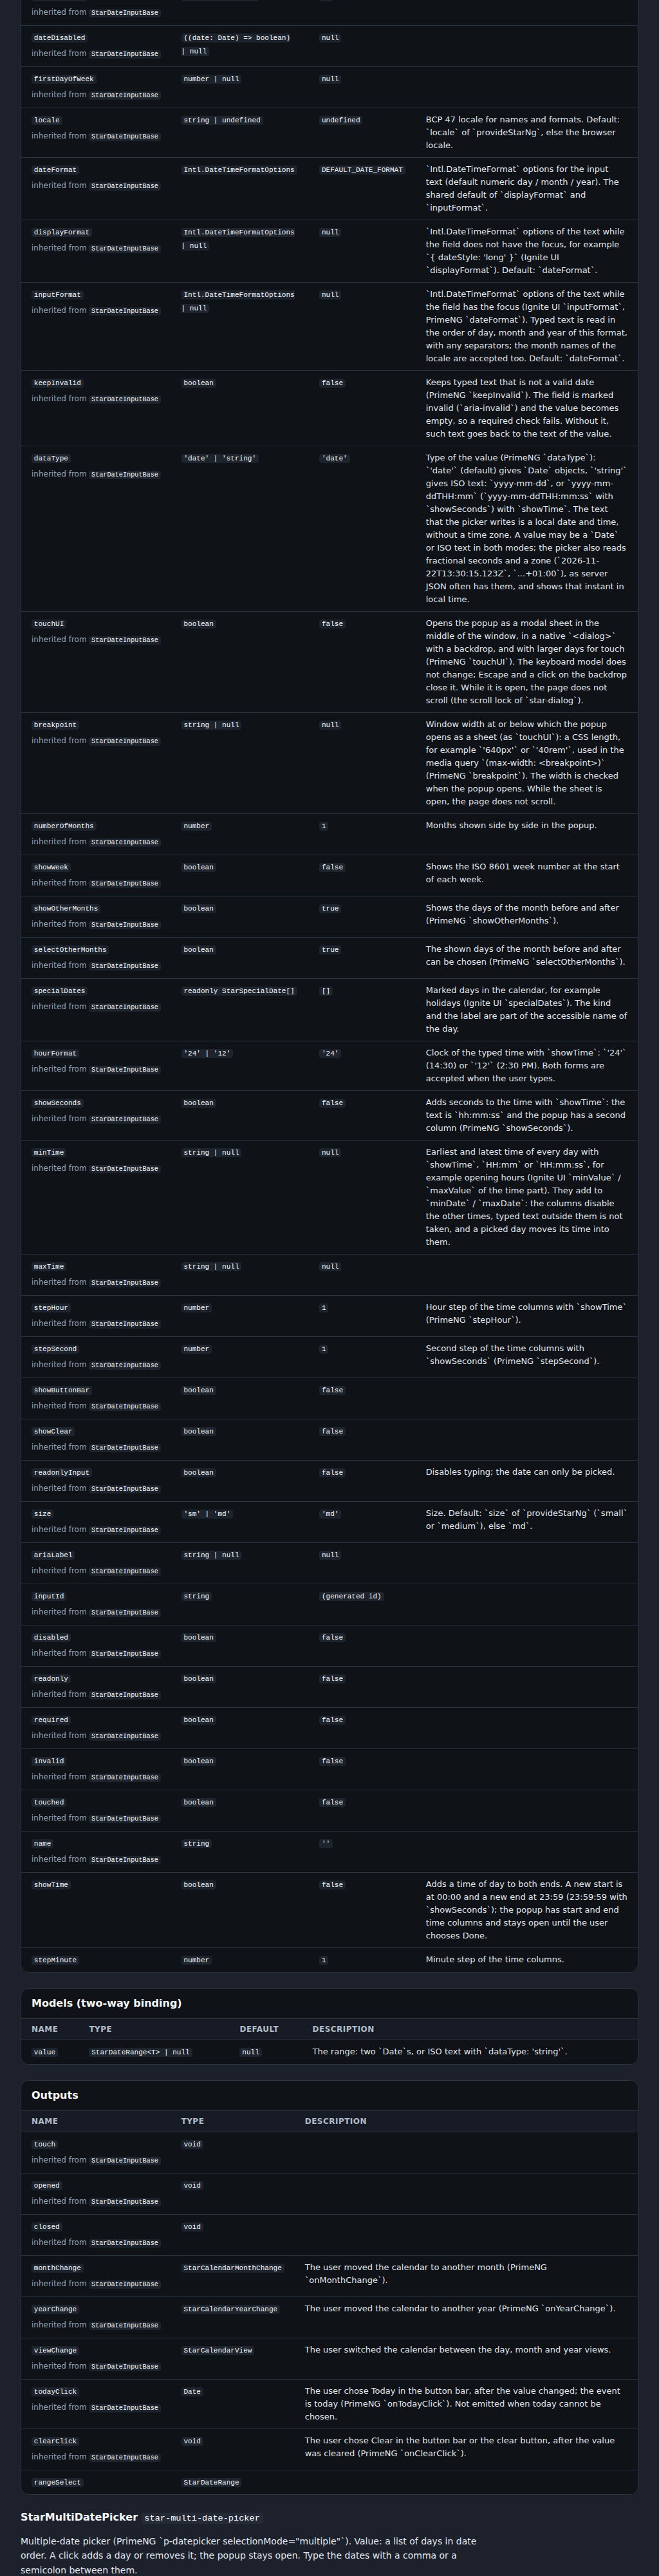 inherited from StarDateInputBase
dateDisabled ((date: Date) => boolean) null
inherited from StarDateInputBase | null
firstDayOfWeek number | null null
inherited from StarDateInputBase
locale string | undefined undefined BCP 47 locale for names and formats. Default:
inherited from StarDateInputBase `locale` of `provideStarNg`, else the browser
locale.
dateFormat Intl.DateTimeFormatOptions DEFAULT_DATE_FORMAT `Intl.DateTimeFormat` options for the input
inherited from StarDateInputBase text (default numeric day / month / year). The
shared default of `displayFormat` and
`inputFormat`.
displayFormat Intl.DateTimeFormatOptions null `Intl.DateTimeFormat` options of the text while
inherited from StarDateInputBase | null the field does not have the focus, for example
`{ dateStyle: 'long' }` (Ignite UI
`displayFormat`). Default: `dateFormat`.
inputFormat Intl.DateTimeFormatOptions null `Intl.DateTimeFormat` options of the text while
inherited from StarDateInputBase | null the field has the focus (Ignite UI `inputFormat`,
PrimeNG `dateFormat`). Typed text is read in
the order of day, month and year of this format,
with any separators; the month names of the
locale are accepted too. Default: `dateFormat`.
keepInvalid boolean false Keeps typed text that is not a valid date
inherited from StarDateInputBase (PrimeNG `keepInvalid`). The field is marked
invalid (`aria-invalid`) and the value becomes
empty, so a required check fails. Without it,
such text goes back to the text of the value.
dataType 'date' | 'string' 'date' Type of the value (PrimeNG `dataType`):
inherited from StarDateInputBase `'date'` (default) gives `Date` objects, `'string'`
gives ISO text: `yyyy-mm-dd`, or `yyyy-mm-
ddTHH:mm` (`yyyy-mm-ddTHH:mm:ss` with
`showSeconds`) with `showTime`. The text
that the picker writes is a local date and time,
without a time zone. A value may be a `Date`
or ISO text in both modes; the picker also reads
fractional seconds and a zone (`2026-11-
22T13:30:15.123Z`, `...+01:00`), as server
JSON often has them, and shows that instant in
local time.
touchUI boolean false Opens the popup as a modal sheet in the
inherited from StarDateInputBase middle of the window, in a native `<dialog>`
with a backdrop, and with larger days for touch
(PrimeNG `touchUI`). The keyboard model does
not change; Escape and a click on the backdrop
close it. While it is open, the page does not
scroll (the scroll lock of `star-dialog`).
breakpoint string | null null Window width at or below which the popup
inherited from StarDateInputBase opens as a sheet (as `touchUI`): a CSS length,
for example `'640px'` or `'40rem'`, used in the
media query `(max-width: <breakpoint>)`
(PrimeNG `breakpoint`). The width is checked
when the popup opens. While the sheet is
open, the page does not scroll.
numberOfMonths number 1 Months shown side by side in the popup.
inherited from StarDateInputBase
showWeek boolean false Shows the ISO 8601 week number at the start
inherited from StarDateInputBase of each week.
showOtherMonths boolean true Shows the days of the month before and after
inherited from StarDateInputBase (PrimeNG `showOtherMonths`).
selectOtherMonths boolean true The shown days of the month before and after
inherited from StarDateInputBase can be chosen (PrimeNG `selectOtherMonths`).
specialDates readonly StarSpecialDate[] [] Marked days in the calendar, for example
inherited from StarDateInputBase holidays (Ignite UI `specialDates`). The kind
and the label are part of the accessible name of
the day.
hourFormat '24' | '12' '24' Clock of the typed time with `showTime`: `'24'`
inherited from StarDateInputBase (14:30) or `'12'` (2:30 PM). Both forms are
accepted when the user types.
showSeconds boolean false Adds seconds to the time with `showTime`: the
inherited from StarDateInputBase text is `hh:mm:ss` and the popup has a second
column (PrimeNG `showSeconds`).
minTime string | null null Earliest and latest time of every day with
inherited from StarDateInputBase `showTime`, `HH:mm` or `HH:mm:ss`, for
example opening hours (Ignite UI `minValue` /
`maxValue` of the time part). They add to
`minDate` / `maxDate`: the columns disable
the other times, typed text outside them is not
taken, and a picked day moves its time into
them.
maxTime string | null null
inherited from StarDateInputBase
stepHour number 1 Hour step of the time columns with `showTime`
inherited from StarDateInputBase (PrimeNG `stepHour`).
stepSecond number 1 Second step of the time columns with
inherited from StarDateInputBase `showSeconds` (PrimeNG `stepSecond`).
showButtonBar boolean false
inherited from StarDateInputBase
showClear boolean false
inherited from StarDateInputBase
readonlyInput boolean false Disables typing; the date can only be picked.
inherited from StarDateInputBase
size 'sm' | 'md' 'md' Size. Default: `size` of `provideStarNg` (`small`
inherited from StarDateInputBase or `medium`), else `md`.
ariaLabel string | null null
inherited from StarDateInputBase
inputId string (generated id)
inherited from StarDateInputBase
disabled boolean false
inherited from StarDateInputBase
readonly boolean false
inherited from StarDateInputBase
required boolean false
inherited from StarDateInputBase
invalid boolean false
inherited from StarDateInputBase
touched boolean false
inherited from StarDateInputBase
name string ''
inherited from StarDateInputBase
showTime boolean false Adds a time of day to both ends. A new start is
at 00:00 and a new end at 23:59 (23:59:59 with
`showSeconds`); the popup has start and end
time columns and stays open until the user
chooses Done.
stepMinute number 1 Minute step of the time columns.
Models (two-way binding)
NAME TYPE DEFAULT DESCRIPTION
value StarDateRange<T> | null null The range: two `Date`s, or ISO text with `dataType: 'string'`.
Outputs
NAME TYPE DESCRIPTION
touch void
inherited from StarDateInputBase
opened void
inherited from StarDateInputBase
closed void
inherited from StarDateInputBase
monthChange StarCalendarMonthChange The user moved the calendar to another month (PrimeNG
inherited from StarDateInputBase `onMonthChange`).
yearChange StarCalendarYearChange The user moved the calendar to another year (PrimeNG `onYearChange`).
inherited from StarDateInputBase
viewChange StarCalendarView The user switched the calendar between the day, month and year views.
inherited from StarDateInputBase
todayClick Date The user chose Today in the button bar, after the value changed; the event
inherited from StarDateInputBase is today (PrimeNG `onTodayClick`). Not emitted when today cannot be
chosen.
clearClick void The user chose Clear in the button bar or the clear button, after the value
inherited from StarDateInputBase was cleared (PrimeNG `onClearClick`).
rangeSelect StarDateRange
StarMultiDatePicker star-multi-date-picker
Multiple-date picker (PrimeNG `p-datepicker selectionMode="multiple"`). Value: a list of days in date
order. A click adds a day or removes it; the popup stays open. Type the dates with a comma or a
semicolon between them.